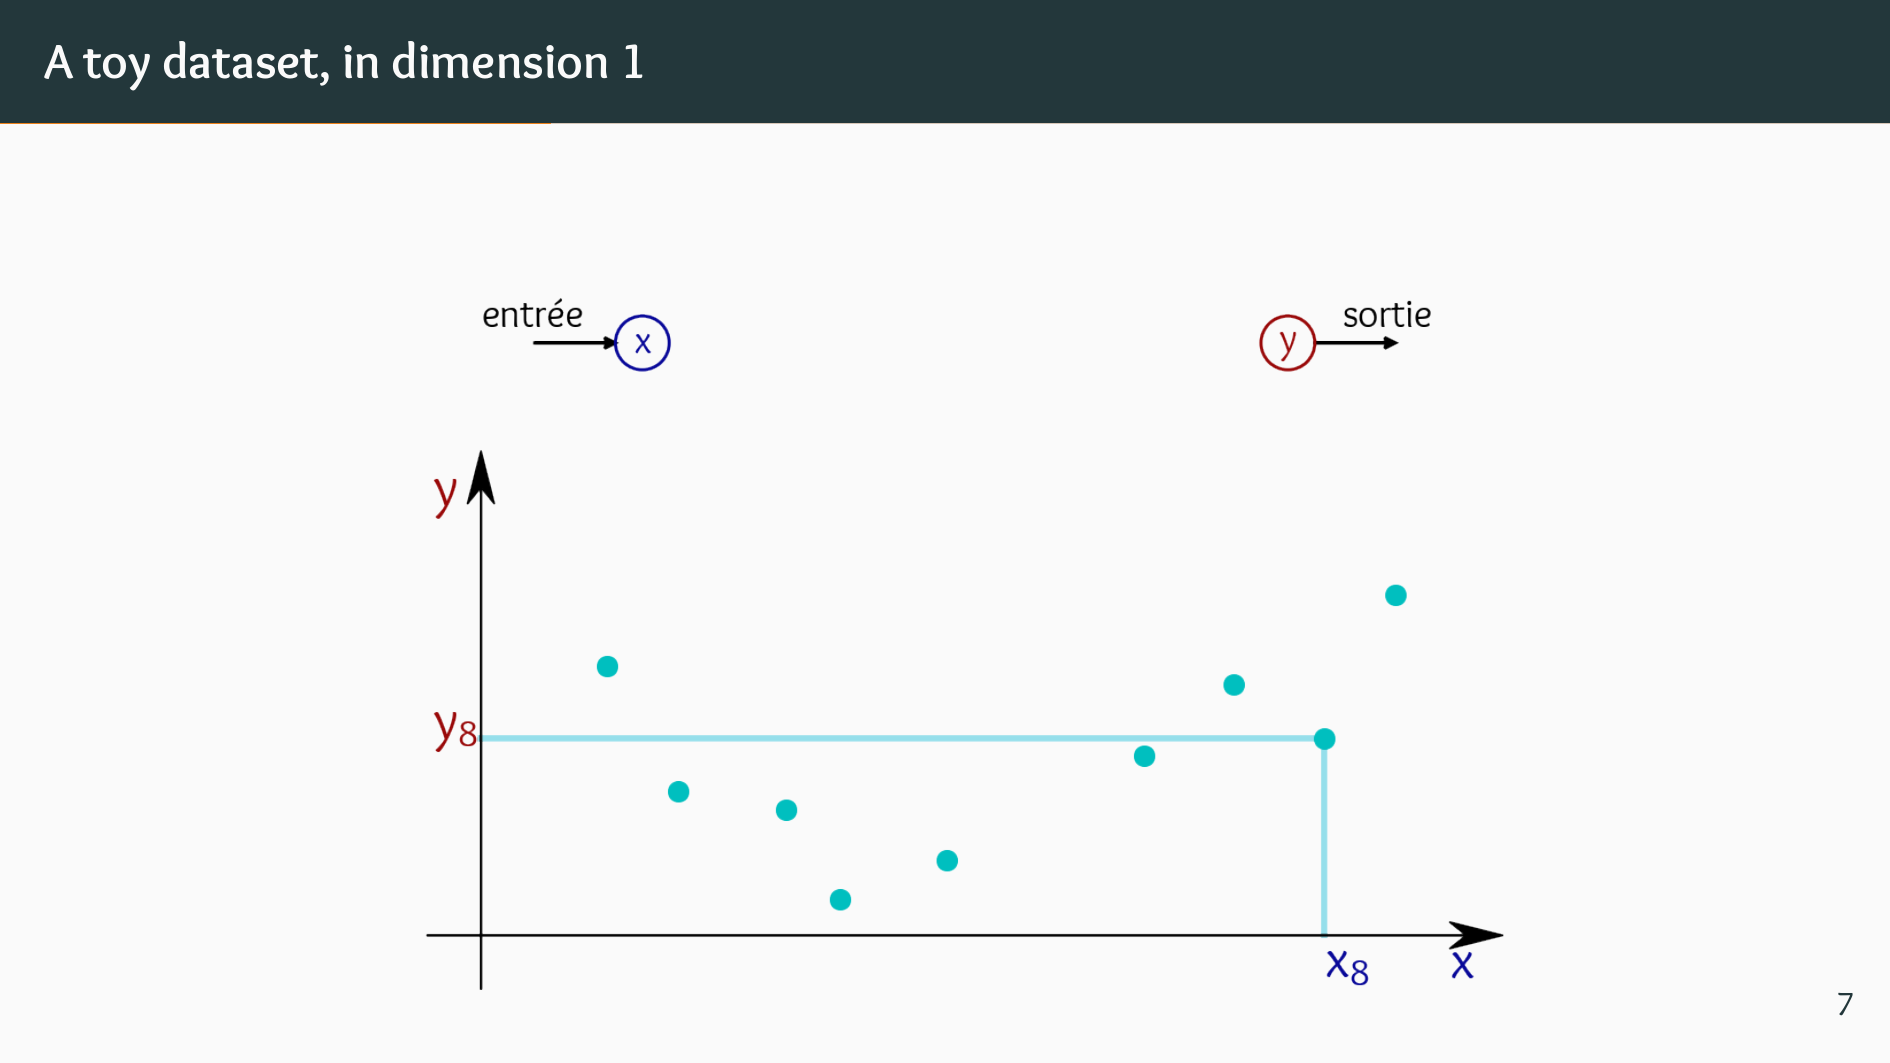 A toy dataset, in dimension 1
entrée
x
y
sortie
y
y₈
x₈
x
7